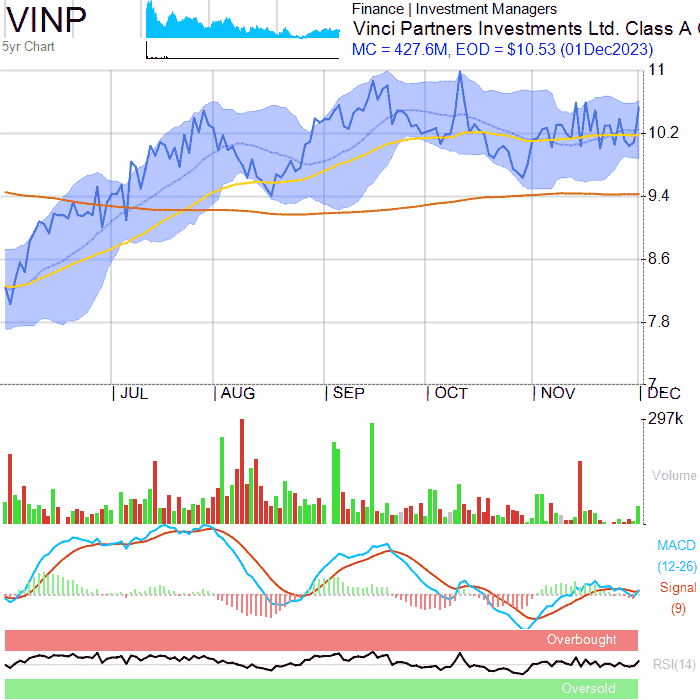 VINP
5yr Chart
Finance | Investment Managers
Vinci Partners Investments Ltd. Class A
MC = 427.6M, EOD = $10.53 (01Dec2023)
11
10.2
9.4
8.6
7.8
7
JUL AUG SEP OCT NOV DEC
297k
Volume
MACD
(12-26)
Signal
(9)
Overbought
RSI(14)
Oversold